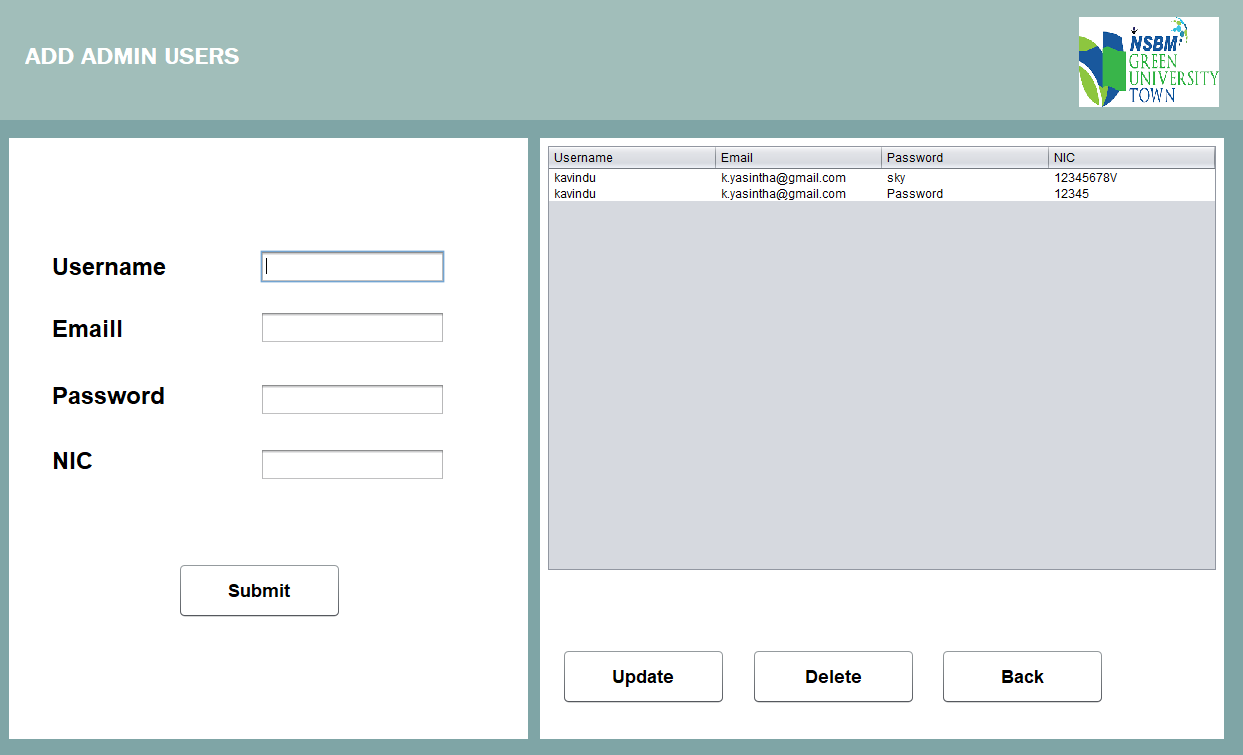 ADD ADMIN USERS
NSBM
GREEN
UNIVERSITY
TOWN
Username
Emaill
Password
NIC
Submit
Username Email Password NIC
kavindu k.yasintha@gmail.com sky 12345678V
kavindu k.yasintha@gmail.com Password 12345
Update Delete Back